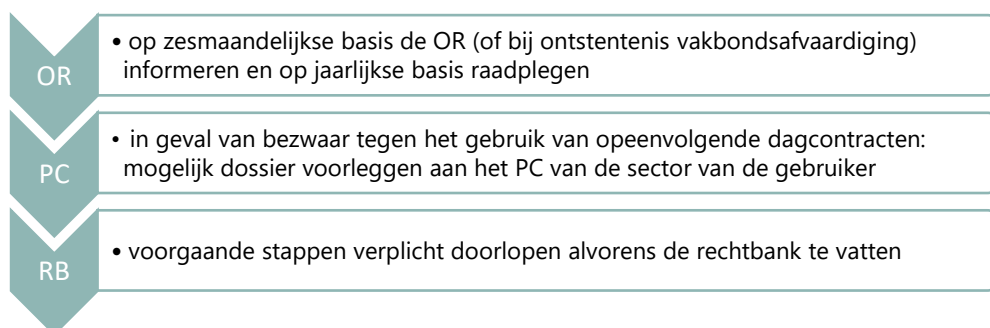 OR
• op zesmaandelijkse basis de OR (of bij ontstentenis vakbondsafvaardiging)
informeren en op jaarlijkse basis raadplegen
PC
• in geval van bezwaar tegen het gebruik van opeenvolgende dagcontracten:
mogelijk dossier voorleggen aan het PC van de sector van de gebruiker
RB
• voorgaande stappen verplicht doorlopen alvorens de rechtbank te vatten